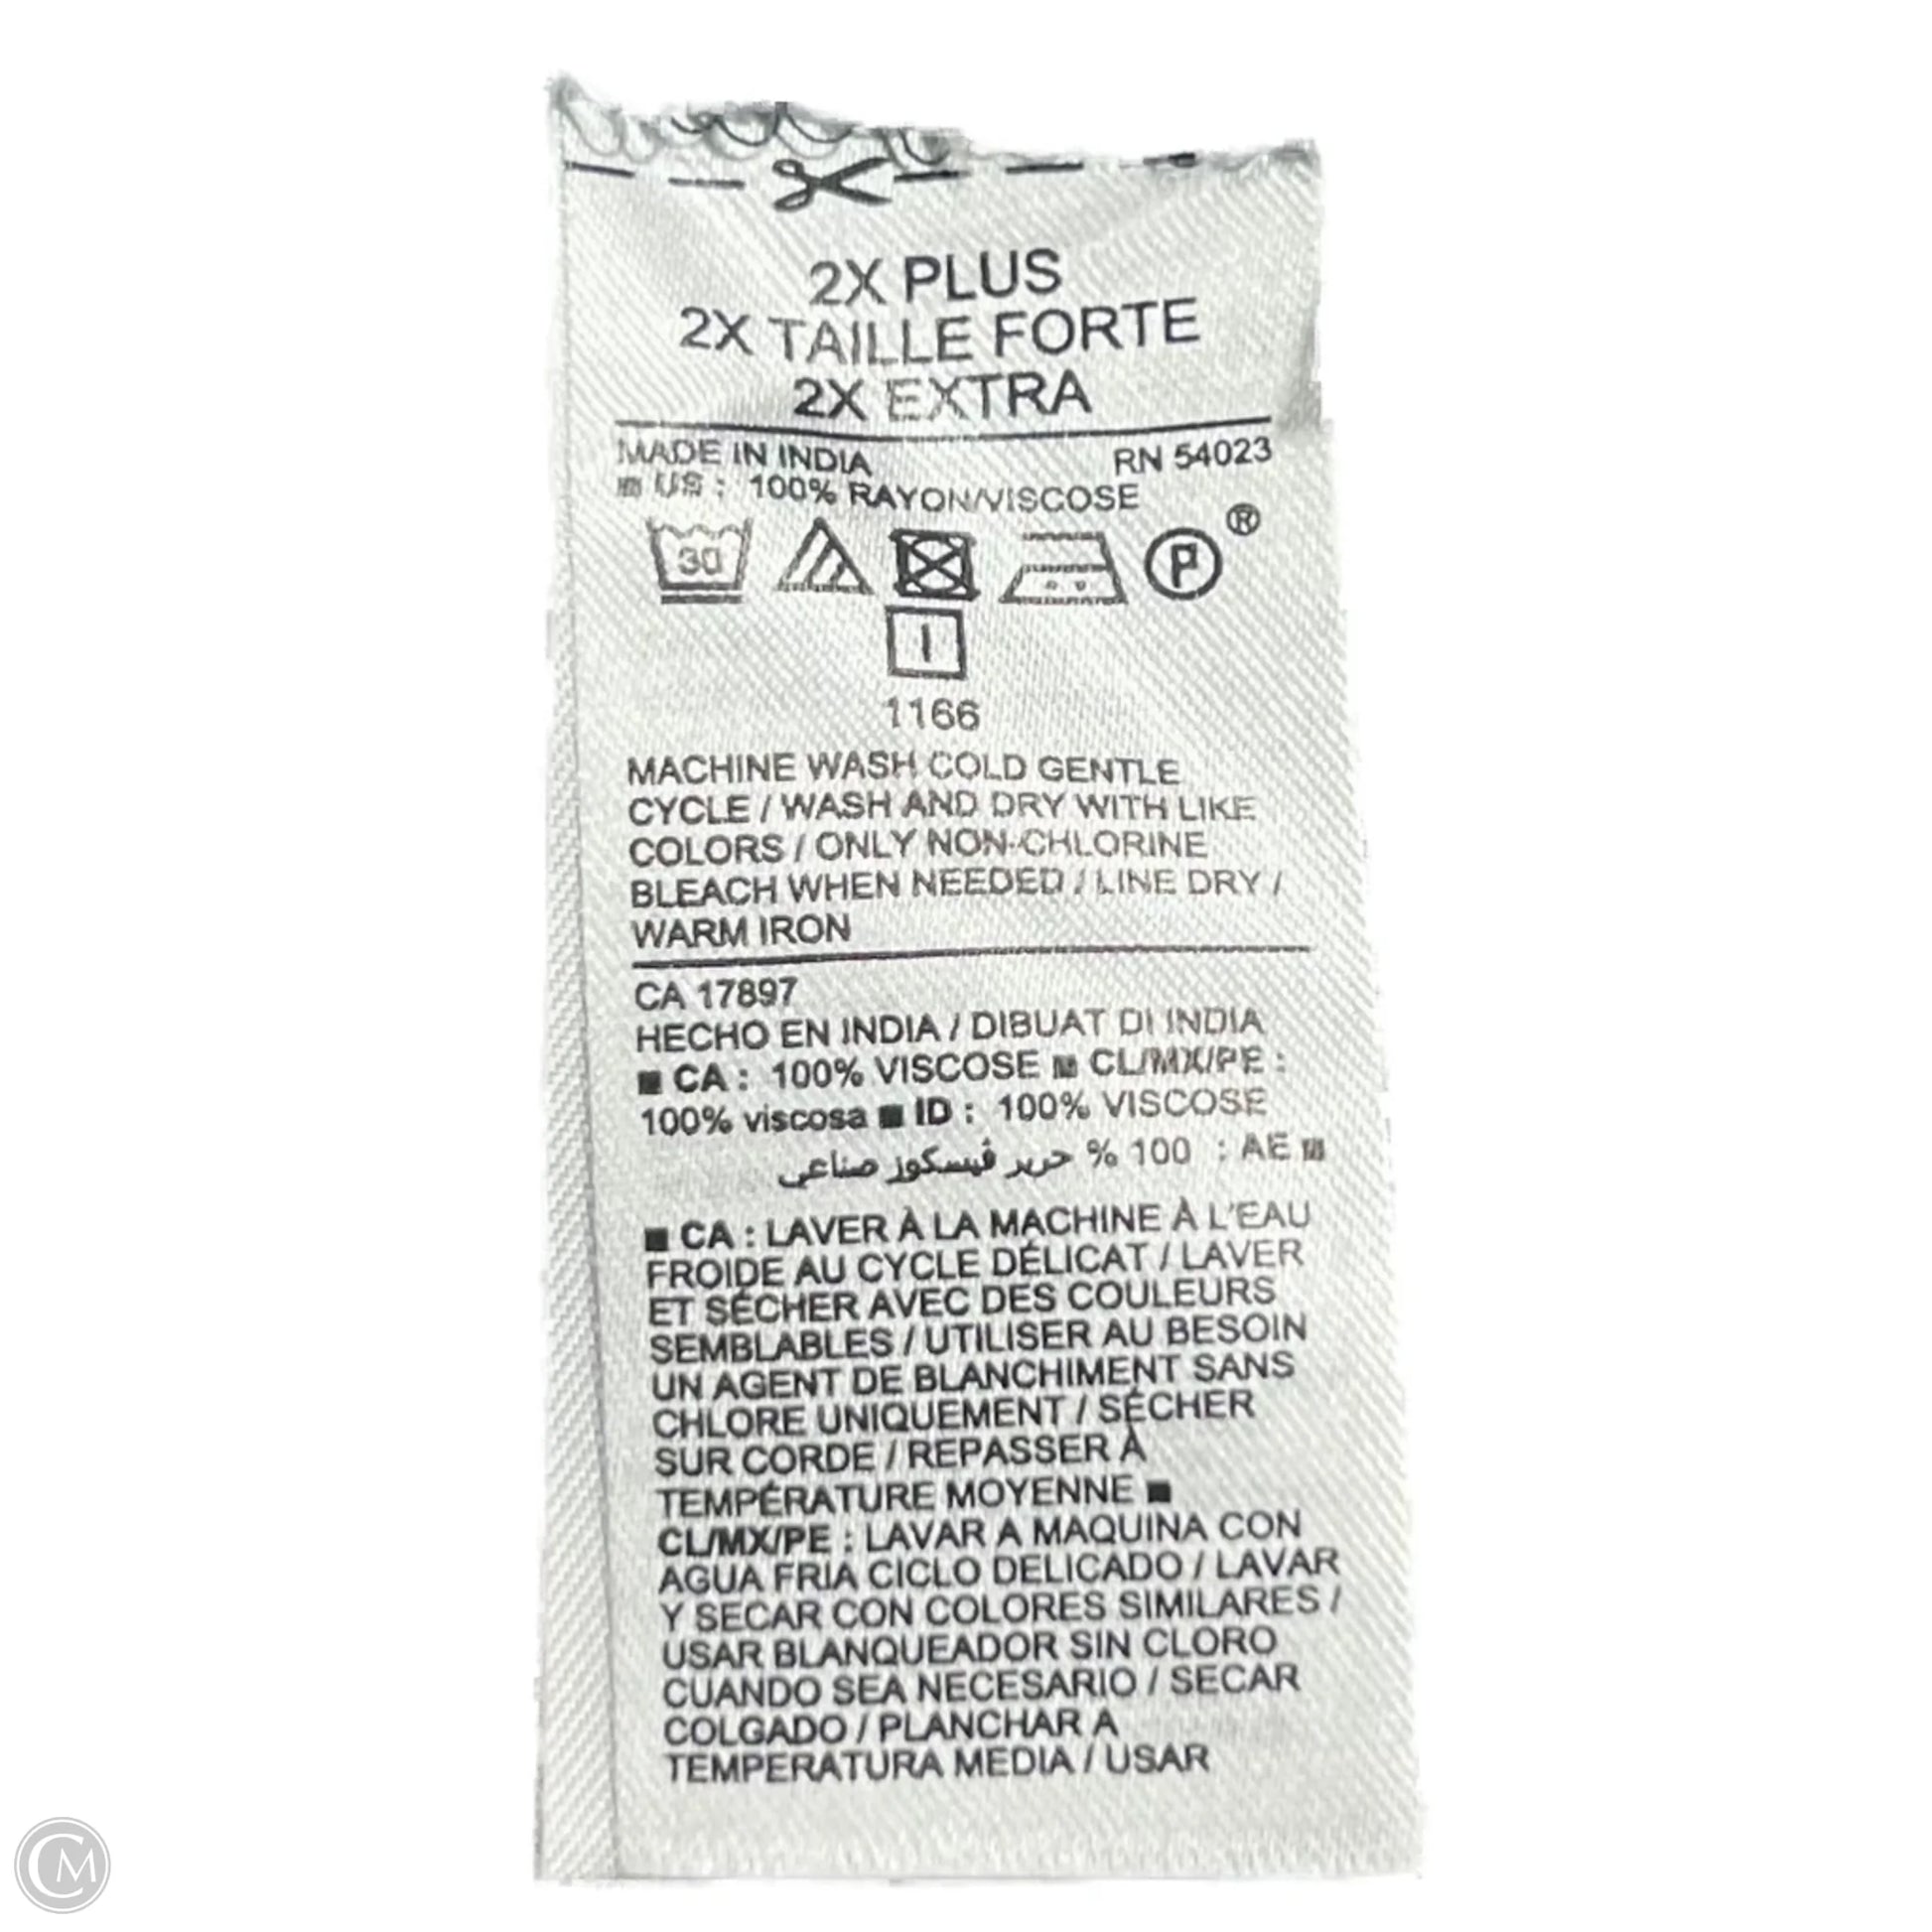 2X PLUS
2X TAILLE FORTE
2X EXTRA
MADE IN INDIA RN 54023
■ US : 100% RAYON/VISCOSE
30 P ®
1166
MACHINE WASH COLD GENTLE
CYCLE / WASH AND DRY WITH LIKE
COLORS / ONLY NON-CHLORINE
BLEACH WHEN NEEDED / LINE DRY /
WARM IRON
CA 17897
HECHO EN INDIA / DIBUAT DI INDIA
■ CA : 100% VISCOSE ■ CL/MX/PE :
100% viscosa ■ ID : 100% VISCOSE
■ AE : 100 % حرير فيسكوز صناعي
■ CA : LAVER À LA MACHINE À L'EAU
FROIDE AU CYCLE DÉLICAT / LAVER
ET SÉCHER AVEC DES COULEURS
SEMBLABLES / UTILISER AU BESOIN
UN AGENT DE BLANCHIMENT SANS
CHLORE UNIQUEMENT / SÉCHER
SUR CORDE / REPASSER À
TEMPÉRATURE MOYENNE ■
CL/MX/PE : LAVAR A MAQUINA CON
AGUA FRIA CICLO DELICADO / LAVAR
Y SECAR CON COLORES SIMILARES /
USAR BLANQUEADOR SIN CLORO
CUANDO SEA NECESARIO / SECAR
COLGADO / PLANCHAR A
TEMPERATURA MEDIA / USAR
CM